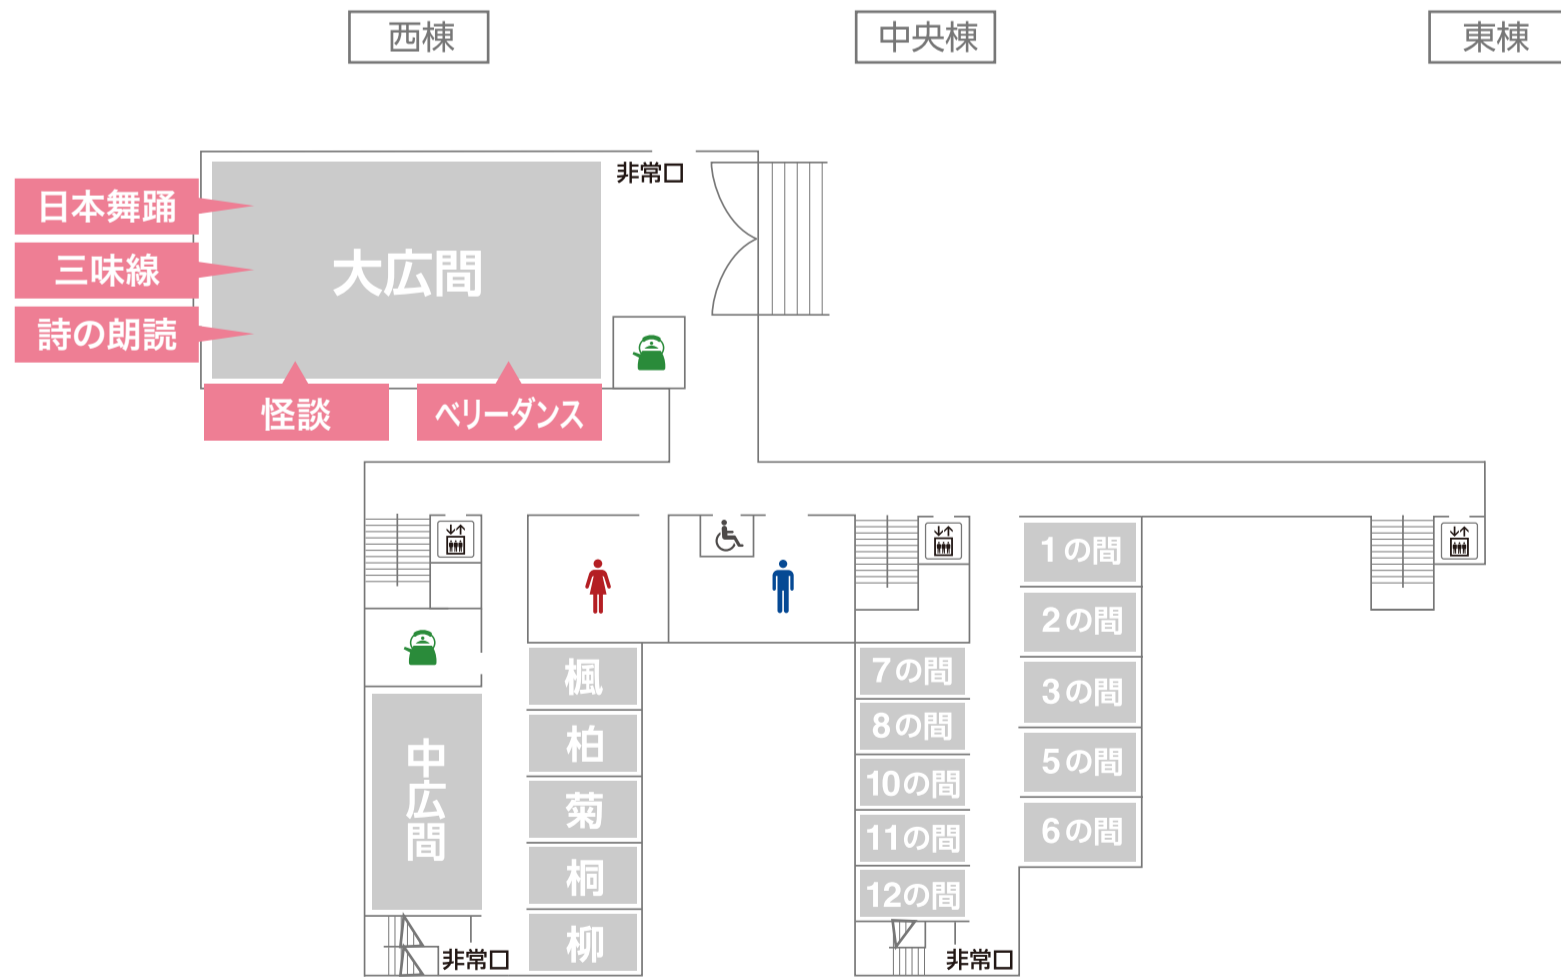 西棟
中央棟
東棟
非常口
日本舞踊
三味線
詩の朗読
大広間
怪談
ベリーダンス
楓
柏
菊
桐
柳
中広間
非常口
7の間
8の間
10の間
11の間
12の間
非常口
1の間
2の間
3の間
5の間
6の間